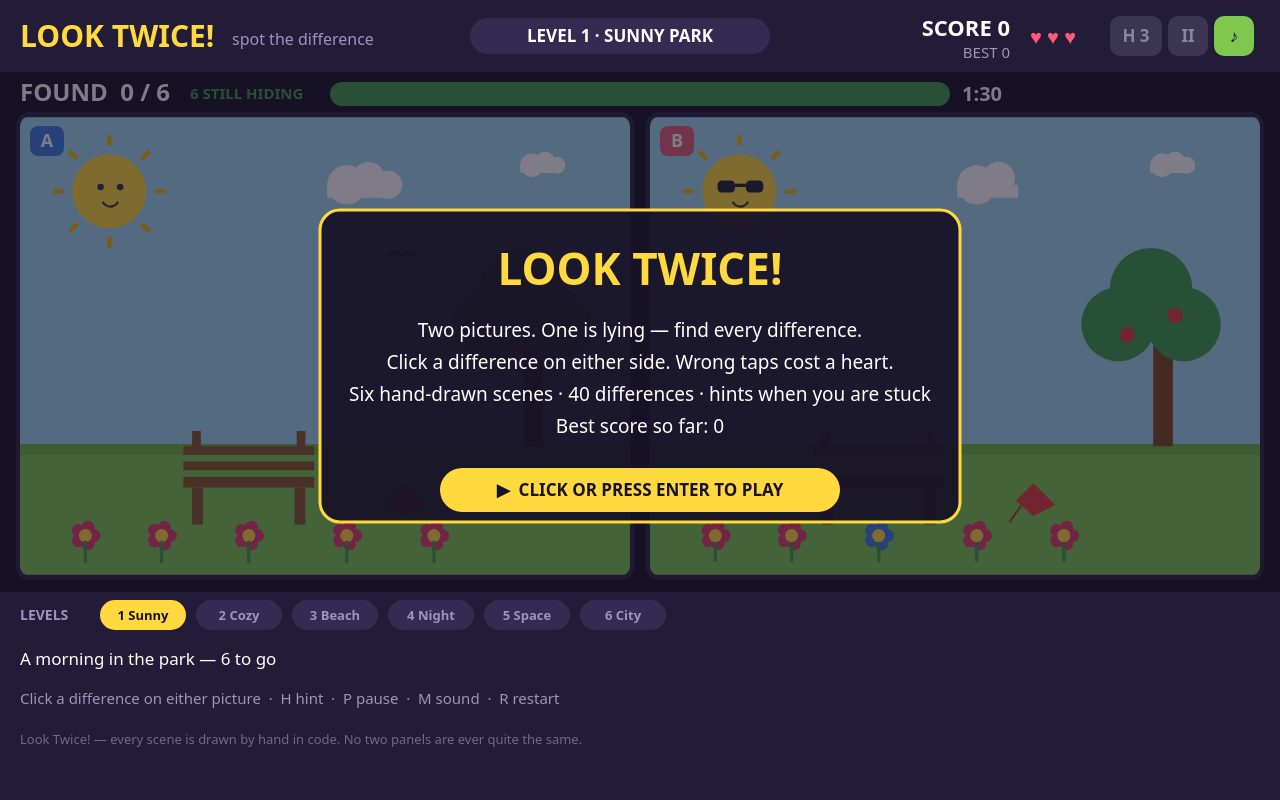 LOOK TWICE! spot the difference LEVEL 1 · SUNNY PARK SCORE 0 ♥ ♥ ♥ H 3 II ♪
BEST 0
FOUND 0 / 6 6 STILL HIDING 1:30
A B
LOOK TWICE!
Two pictures. One is lying — find every difference.
Click a difference on either side. Wrong taps cost a heart.
Six hand-drawn scenes · 40 differences · hints when you are stuck
Best score so far: 0
▶ CLICK OR PRESS ENTER TO PLAY
LEVELS 1 Sunny 2 Cozy 3 Beach 4 Night 5 Space 6 City
A morning in the park — 6 to go
Click a difference on either picture · H hint · P pause · M sound · R restart
Look Twice! — every scene is drawn by hand in code. No two panels are ever quite the same.